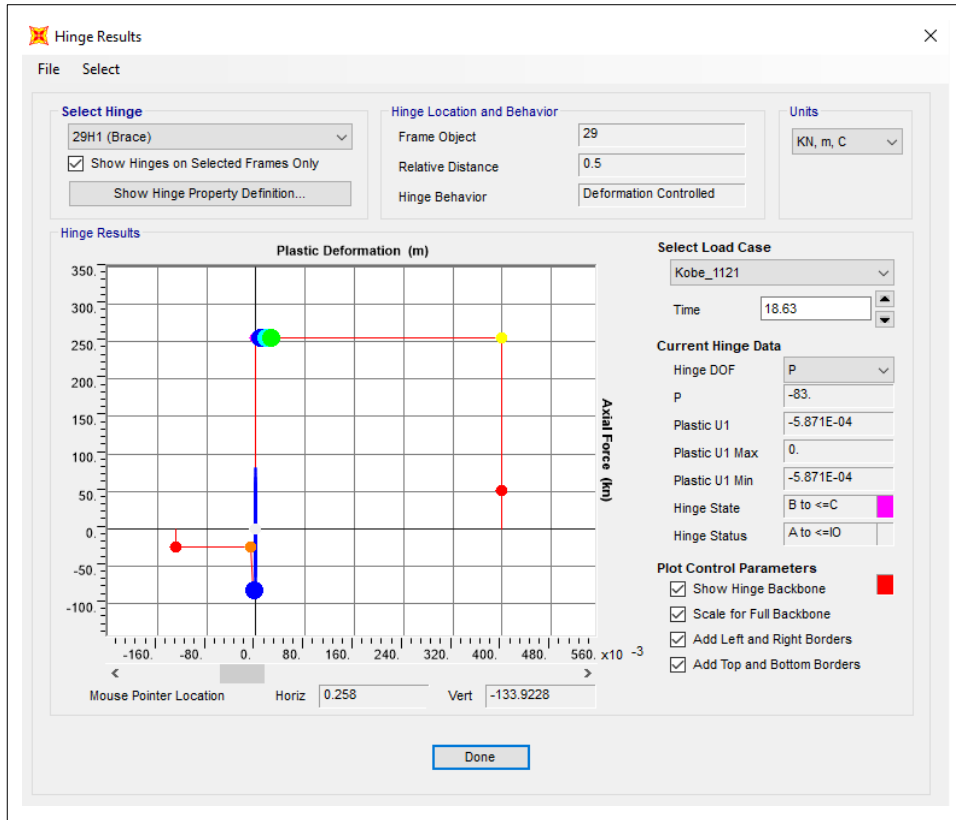 Hinge Results
File Select
Select Hinge
29H1 (Brace)
Show Hinges on Selected Frames Only
Show Hinge Property Definition...
Hinge Location and Behavior
Frame Object 29
Relative Distance 0.5
Hinge Behavior Deformation Controlled
Units
KN, m, C
Hinge Results
Plastic Deformation (m)
350.
300.
250.
200.
150.
100.
50.
0.
-50.
-100.
Axial Force (km)
-160. -80. 0. 80. 160. 240. 320. 400. 480. 560. x10 -3
Mouse Pointer Location Horiz 0.258 Vert -133.9228
Select Load Case
Kobe_1121
Time 18.63
Current Hinge Data
Hinge DOF P
P -83.
Plastic U1 -5.871E-04
Plastic U1 Max 0.
Plastic U1 Min -5.871E-04
Hinge State B to <=C
Hinge Status A to <=IO
Plot Control Parameters
Show Hinge Backbone
Scale for Full Backbone
Add Left and Right Borders
Add Top and Bottom Borders
Done